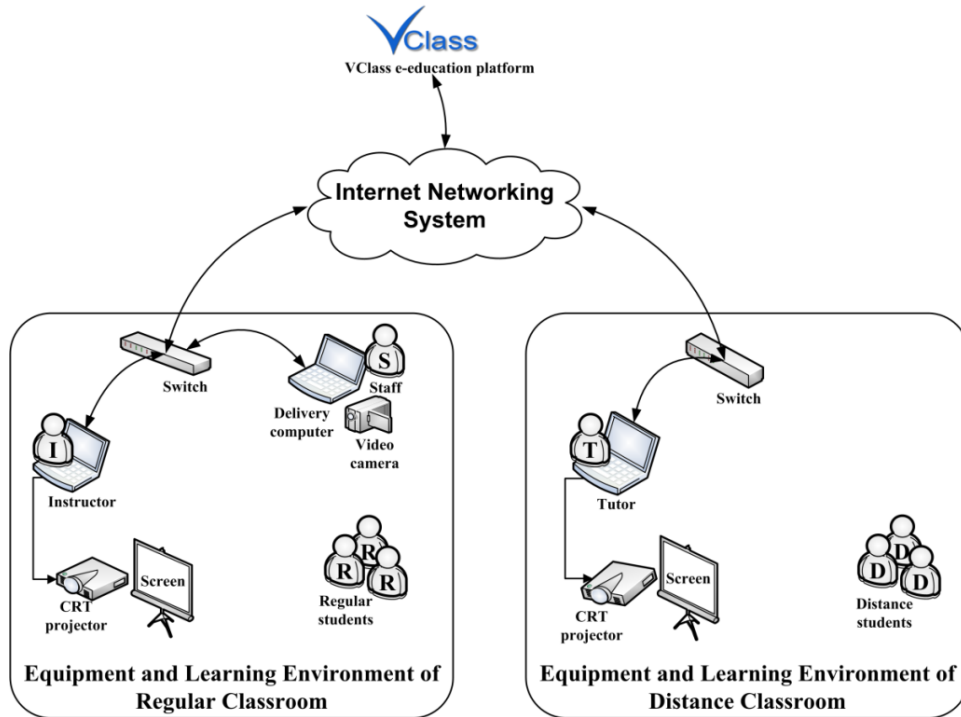 VClass
VClass e-education platform
Internet Networking
System
Switch
S
Staff
Delivery
computer
Video
camera
I
Instructor
CRT
projector
Screen
R
R
R
Regular
students
Equipment and Learning Environment of
Regular Classroom
Switch
T
Tutor
CRT
projector
Screen
D
D
D
Distance
students
Equipment and Learning Environment of
Distance Classroom